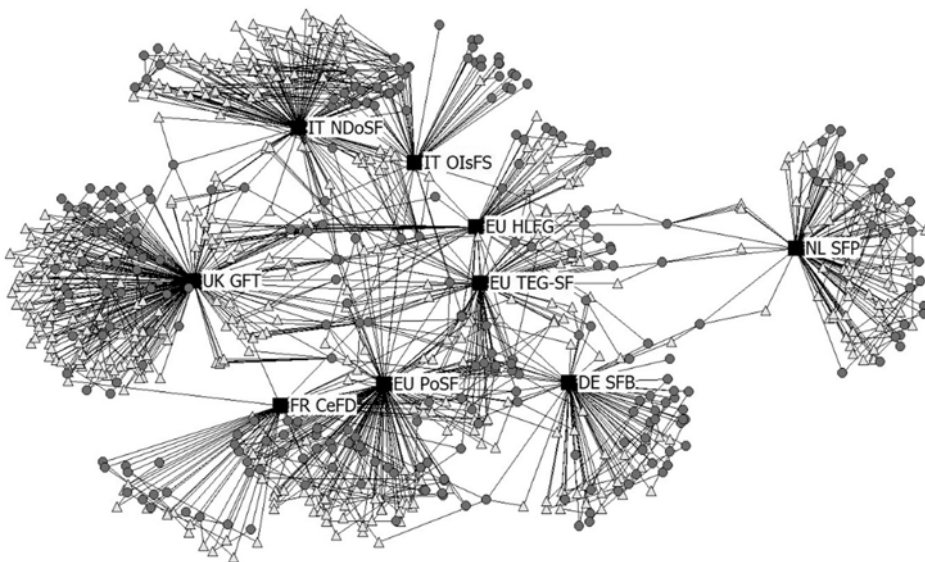 IT NDoSF
IT OIsFS
EU HLEG
NL SFP
UK GFT
EU TEG-SF
EU PoSF
DE SFB
FR CeFD